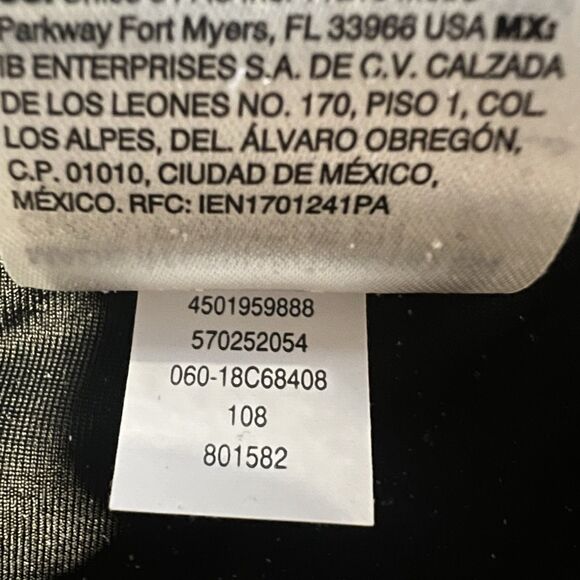 Parkway Fort Myers, FL 33966 USA MX:
IB ENTERPRISES S.A. DE C.V. CALZADA
DE LOS LEONES NO. 170, PISO 1, COL.
LOS ALPES, DEL. ÁLVARO OBREGÓN,
C.P. 01010, CIUDAD DE MÉXICO,
MÉXICO. RFC: IEN1701241PA
4501959888
570252054
060-18C68408
108
801582